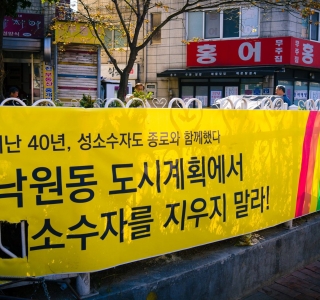 홍어
난 40년, 성소수자도 종로와 함께했다
낙원동 도시계획에서
소수자를 지우지 말라!